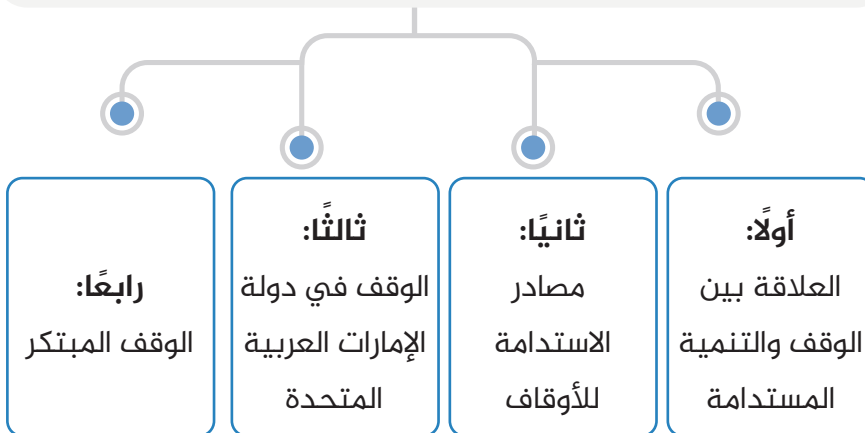 أولًا:
العلاقة بين
الوقف والتنمية
المستدامة
ثانيًا:
مصادر
الاستدامة
للأوقاف
ثالثًا:
الوقف في دولة
الإمارات العربية
المتحدة
رابعًا:
الوقف المبتكر